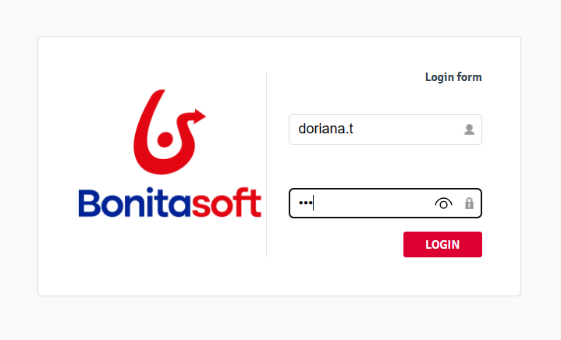 Login form
doriana.t
Bonitasoft
•••
LOGIN